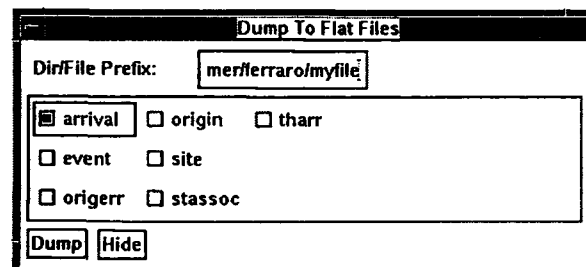 Dump To Flat Files
Dir/File Prefix: mer/ferraro/myfile
arrival origin tharr
event site
origerr stassoc
Dump Hide